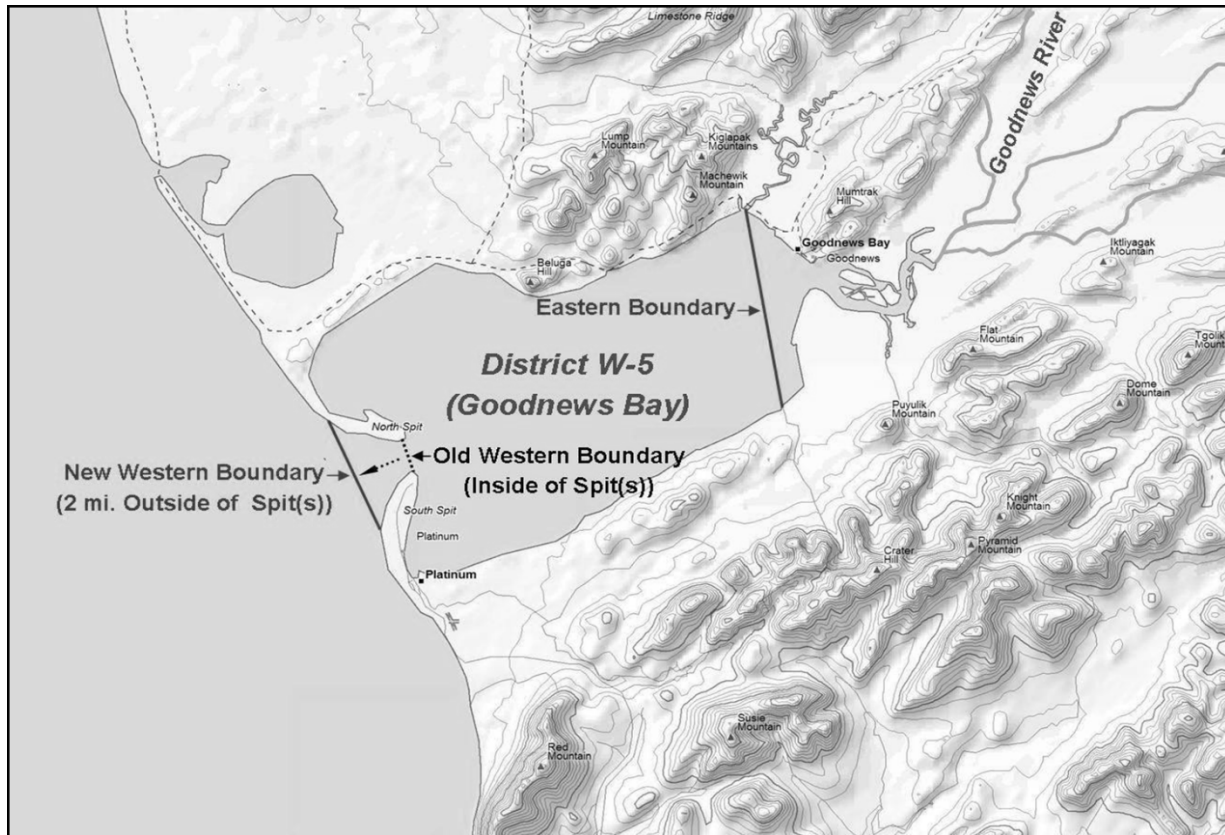 Limestone Ridge
Goodnews River
Lump
Mountain
Kiglapak
Mountains
Machewik
Mountain
Mumtrak
Hill
Goodnews Bay
Goodnews
Iktliyagak
Mountain
Beluga
Hill
Eastern Boundary
Flat
Mountain
District W-5
(Goodnews Bay)
Dome
Mountain
Puyulik
Mountain
North Spit
New Western Boundary
(2 mi. Outside of Spit(s))
Old Western Boundary
(Inside of Spit(s))
South Spit
Platinum
Knight
Mountain
Pyramid
Mountain
Crater
Hill
Platinum
Susie
Mountain
Red
Mountain